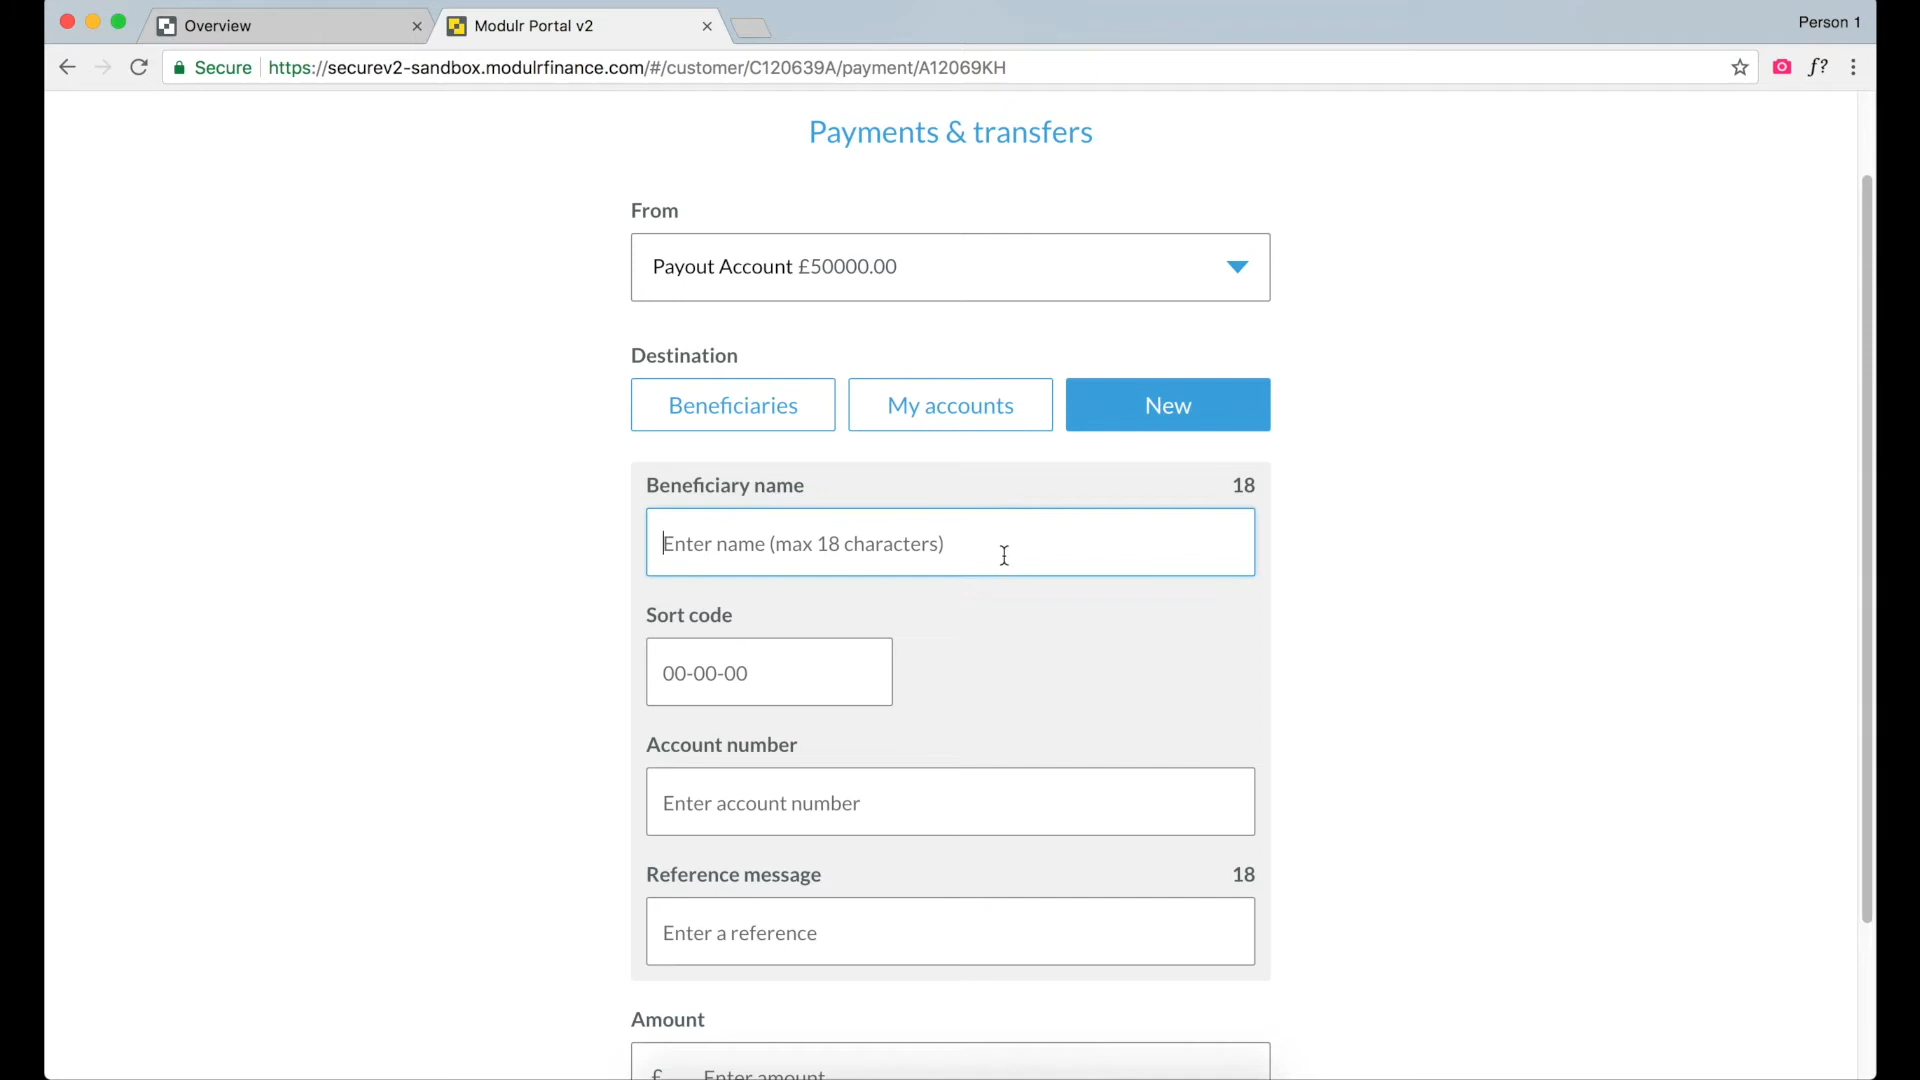 Overview
Modulr Portal v2
Person 1
Secure
https://securev2-sandbox.modulrfinance.com/#/customer/C120639A/payment/A12069KH
f?
Payments & transfers
From
Payout Account £50000.00
Destination
Beneficiaries
My accounts
New
Beneficiary name 18
Enter name (max 18 characters)
Sort code
00-00-00
Account number
Enter account number
Reference message 18
Enter a reference
Amount
£ Enter amount